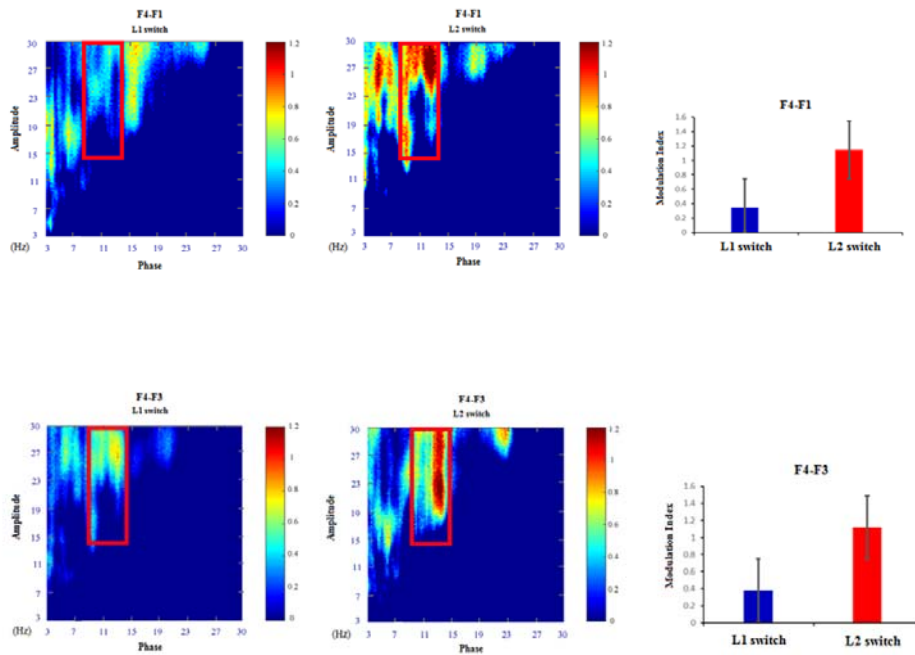 F4-F1
L1 switch
30
27
23
19
15
11
7
3
Amplitude
(Hz)
3 7 11 15 19 23 27 30
Phase
1.2
1
0.8
0.6
0.4
0.2
0
F4-F1
L2 switch
30
27
23
19
15
11
7
3
Amplitude
(Hz)
3 7 11 15 19 23 27 30
Phase
1.2
1
0.8
0.6
0.4
0.2
0
F4-F1
1.6
1.4
1.2
1
0.8
0.6
0.4
0.2
0
Modulation Index
L1 switch L2 switch
F4-F3
L1 switch
30
27
23
19
15
11
7
3
Amplitude
(Hz)
3 7 11 15 19 23 27 30
Phase
1.2
1
0.8
0.6
0.4
0.2
0
F4-F3
L2 switch
30
27
23
19
15
11
7
3
Amplitude
(Hz)
3 7 11 15 19 23 27 30
Phase
1.2
1
0.8
0.6
0.4
0.2
0
F4-F3
1.6
1.4
1.2
1
0.8
0.6
0.4
0.2
0
Modulation Index
L1 switch L2 switch